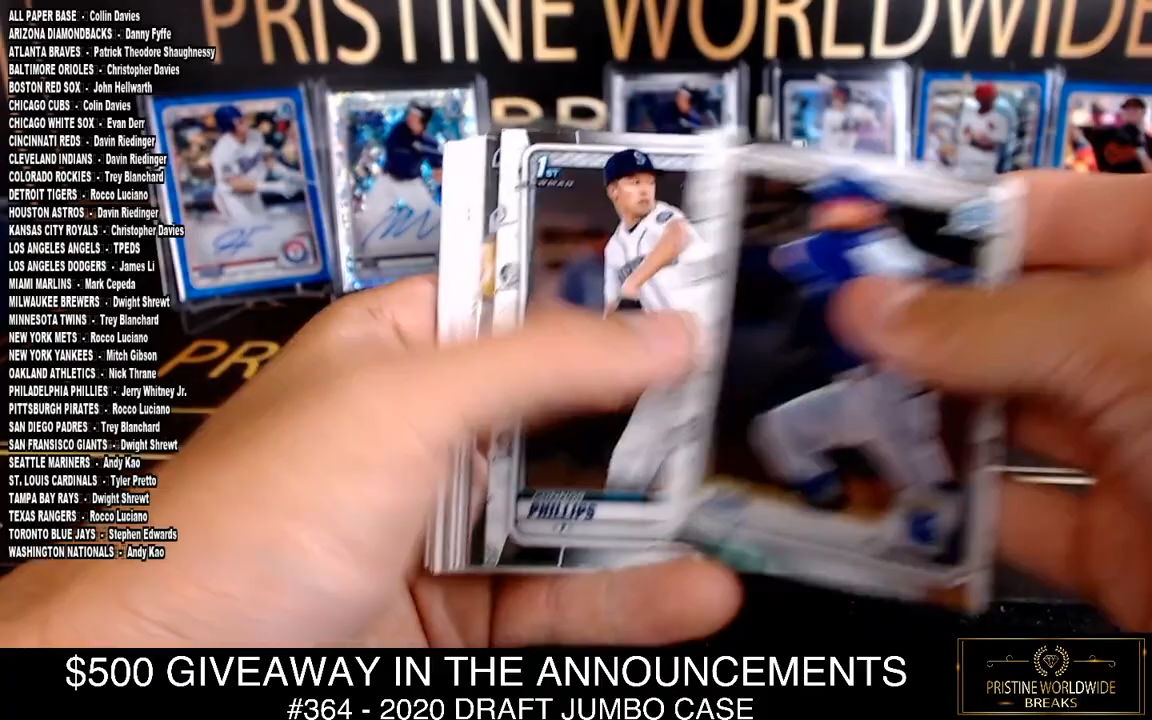 PRISTINE WORLDWIDE
ALL PAPER BASE - Collin Davies
ARIZONA DIAMONDBACKS - Danny Fyffe
ATLANTA BRAVES - Patrick Theodore Shaughnessy
BALTIMORE ORIOLES - Christopher Davies
BOSTON RED SOX - John Hellwarth
CHICAGO CUBS - Colin Davies
CHICAGO WHITE SOX - Evan Derr
CINCINNATI REDS - Davin Riedinger
CLEVELAND INDIANS - Davin Riedinger
COLORADO ROCKIES - Trey Blanchard
DETROIT TIGERS - Rocco Luciano
HOUSTON ASTROS - Davin Riedinger
KANSAS CITY ROYALS - Christopher Davies
LOS ANGELES ANGELS - TPEDS
LOS ANGELES DODGERS - James Li
MIAMI MARLINS - Mark Cepeda
MILWAUKEE BREWERS - Dwight Shrewt
MINNESOTA TWINS - Trey Blanchard
NEW YORK METS - Rocco Luciano
NEW YORK YANKEES - Mitch Gibson
OAKLAND ATHLETICS - Nick Thrane
PHILADELPHIA PHILLIES - Jerry Whitney Jr.
PITTSBURGH PIRATES - Rocco Luciano
SAN DIEGO PADRES - Trey Blanchard
SAN FRANSISCO GIANTS - Dwight Shrewt
SEATTLE MARINERS - Andy Kao
ST. LOUIS CARDINALS - Tyler Pretto
TAMPA BAY RAYS - Dwight Shrewt
TEXAS RANGERS - Rocco Luciano
TORONTO BLUE JAYS - Stephen Edwards
WASHINGTON NATIONALS - Andy Kao
BR
PR
1ST
PHILLIPS
$500 GIVEAWAY IN THE ANNOUNCEMENTS
#364 - 2020 DRAFT JUMBO CASE
PRISTINE WORLDWIDE
BREAKS